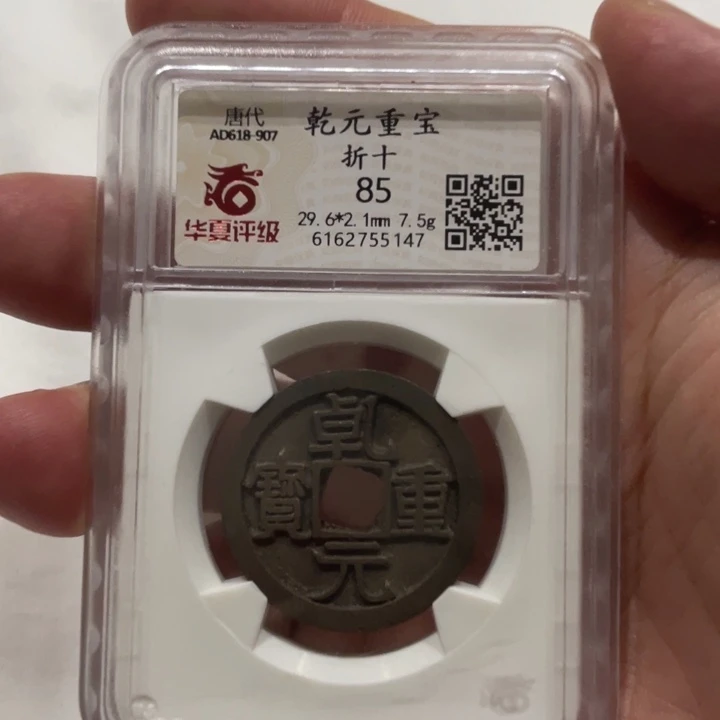 唐代
AD618-907
华夏评级
乾元重宝
折十
85
29.6*2.1mm 7.5g
6162755147
乾
元
重
寶